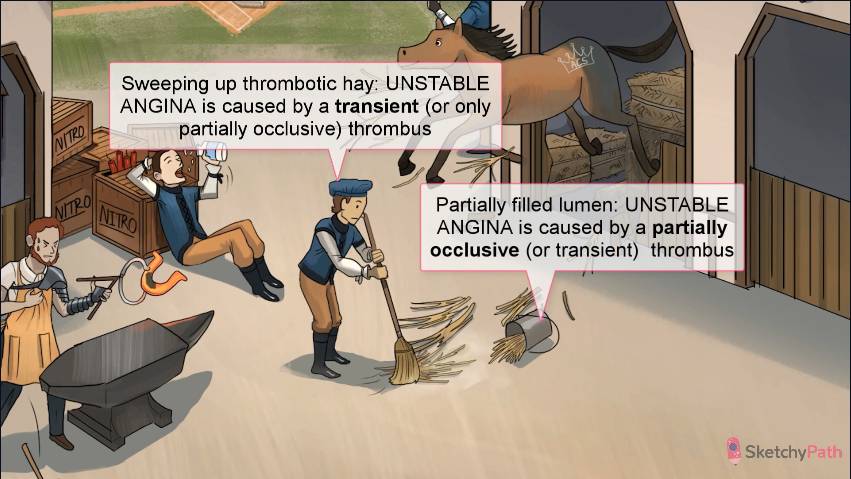 ACS
Sweeping up thrombotic hay: UNSTABLE
ANGINA is caused by a transient (or only
partially occlusive) thrombus
NITRO
NITRO
NITRO
Partially filled lumen: UNSTABLE
ANGINA is caused by a partially
occlusive (or transient) thrombus
SketchyPath